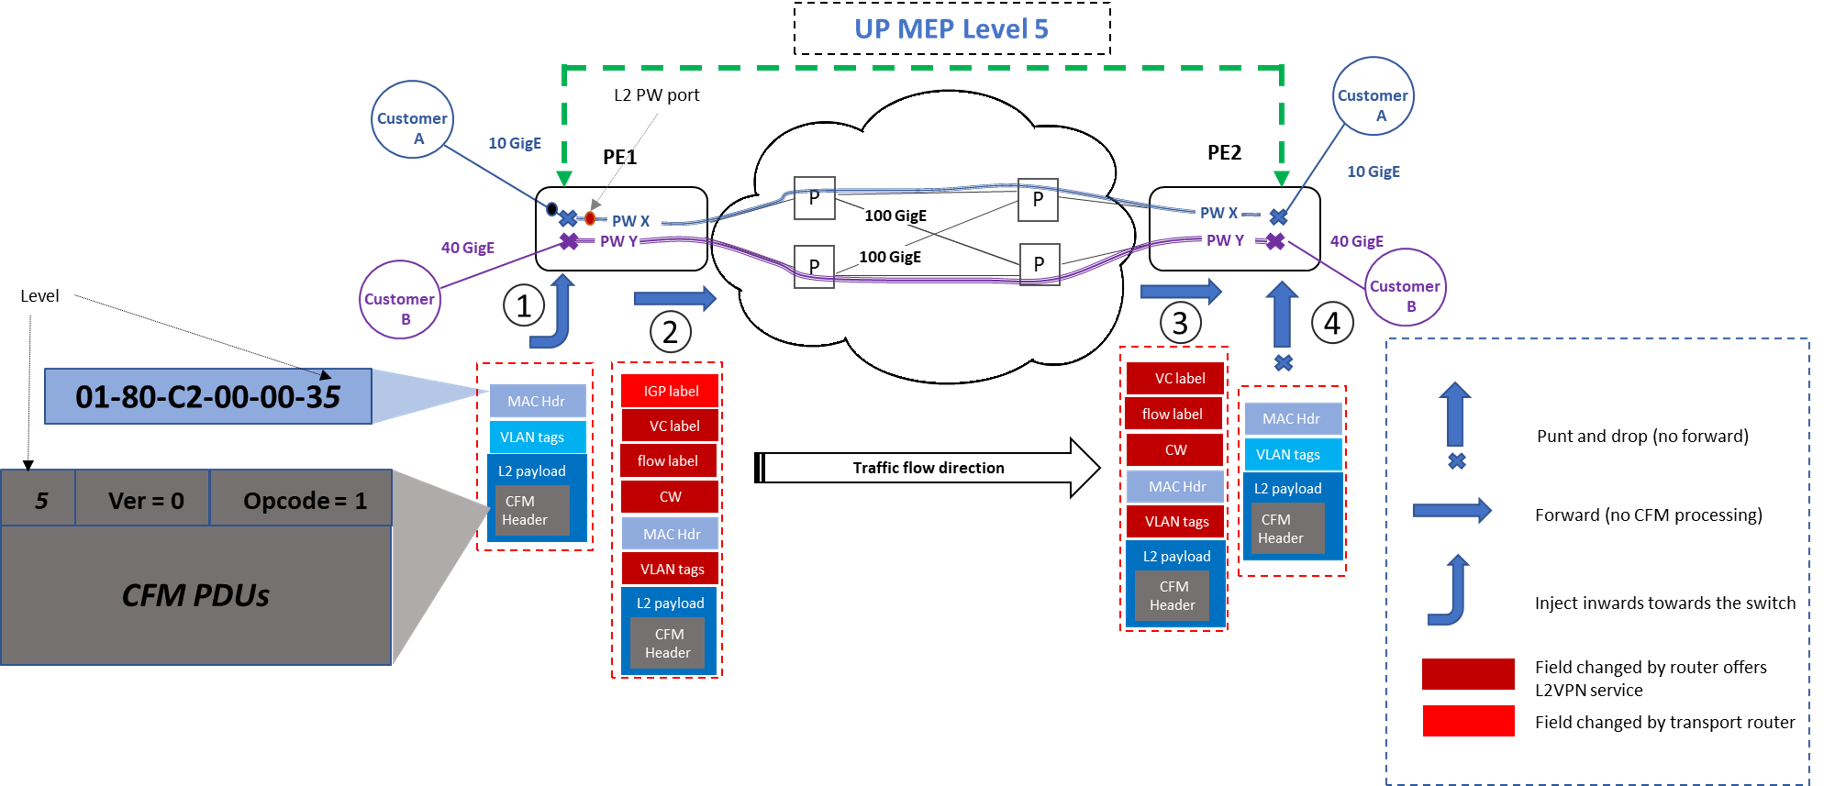 UP MEP Level 5
L2 PW port
Customer
A
10 GigE
PE1
PE2
Customer
A
10 GigE
PW X
PW Y
P
P
P
P
100 GigE
100 GigE
PW X
PW Y
40 GigE
Customer
B
40 GigE
Customer
B
Level
1
2
3
4
01-80-C2-00-00-35
5
Ver = 0
Opcode = 1
CFM PDUs
MAC Hdr
VLAN tags
L2 payload
CFM
Header
IGP label
VC label
flow label
CW
MAC Hdr
VLAN tags
L2 payload
CFM
Header
Traffic flow direction
VC label
flow label
CW
MAC Hdr
VLAN tags
L2 payload
CFM
Header
MAC Hdr
VLAN tags
L2 payload
CFM
Header
Punt and drop (no forward)
Forward (no CFM processing)
Inject inwards towards the switch
Field changed by router offers
L2VPN service
Field changed by transport router